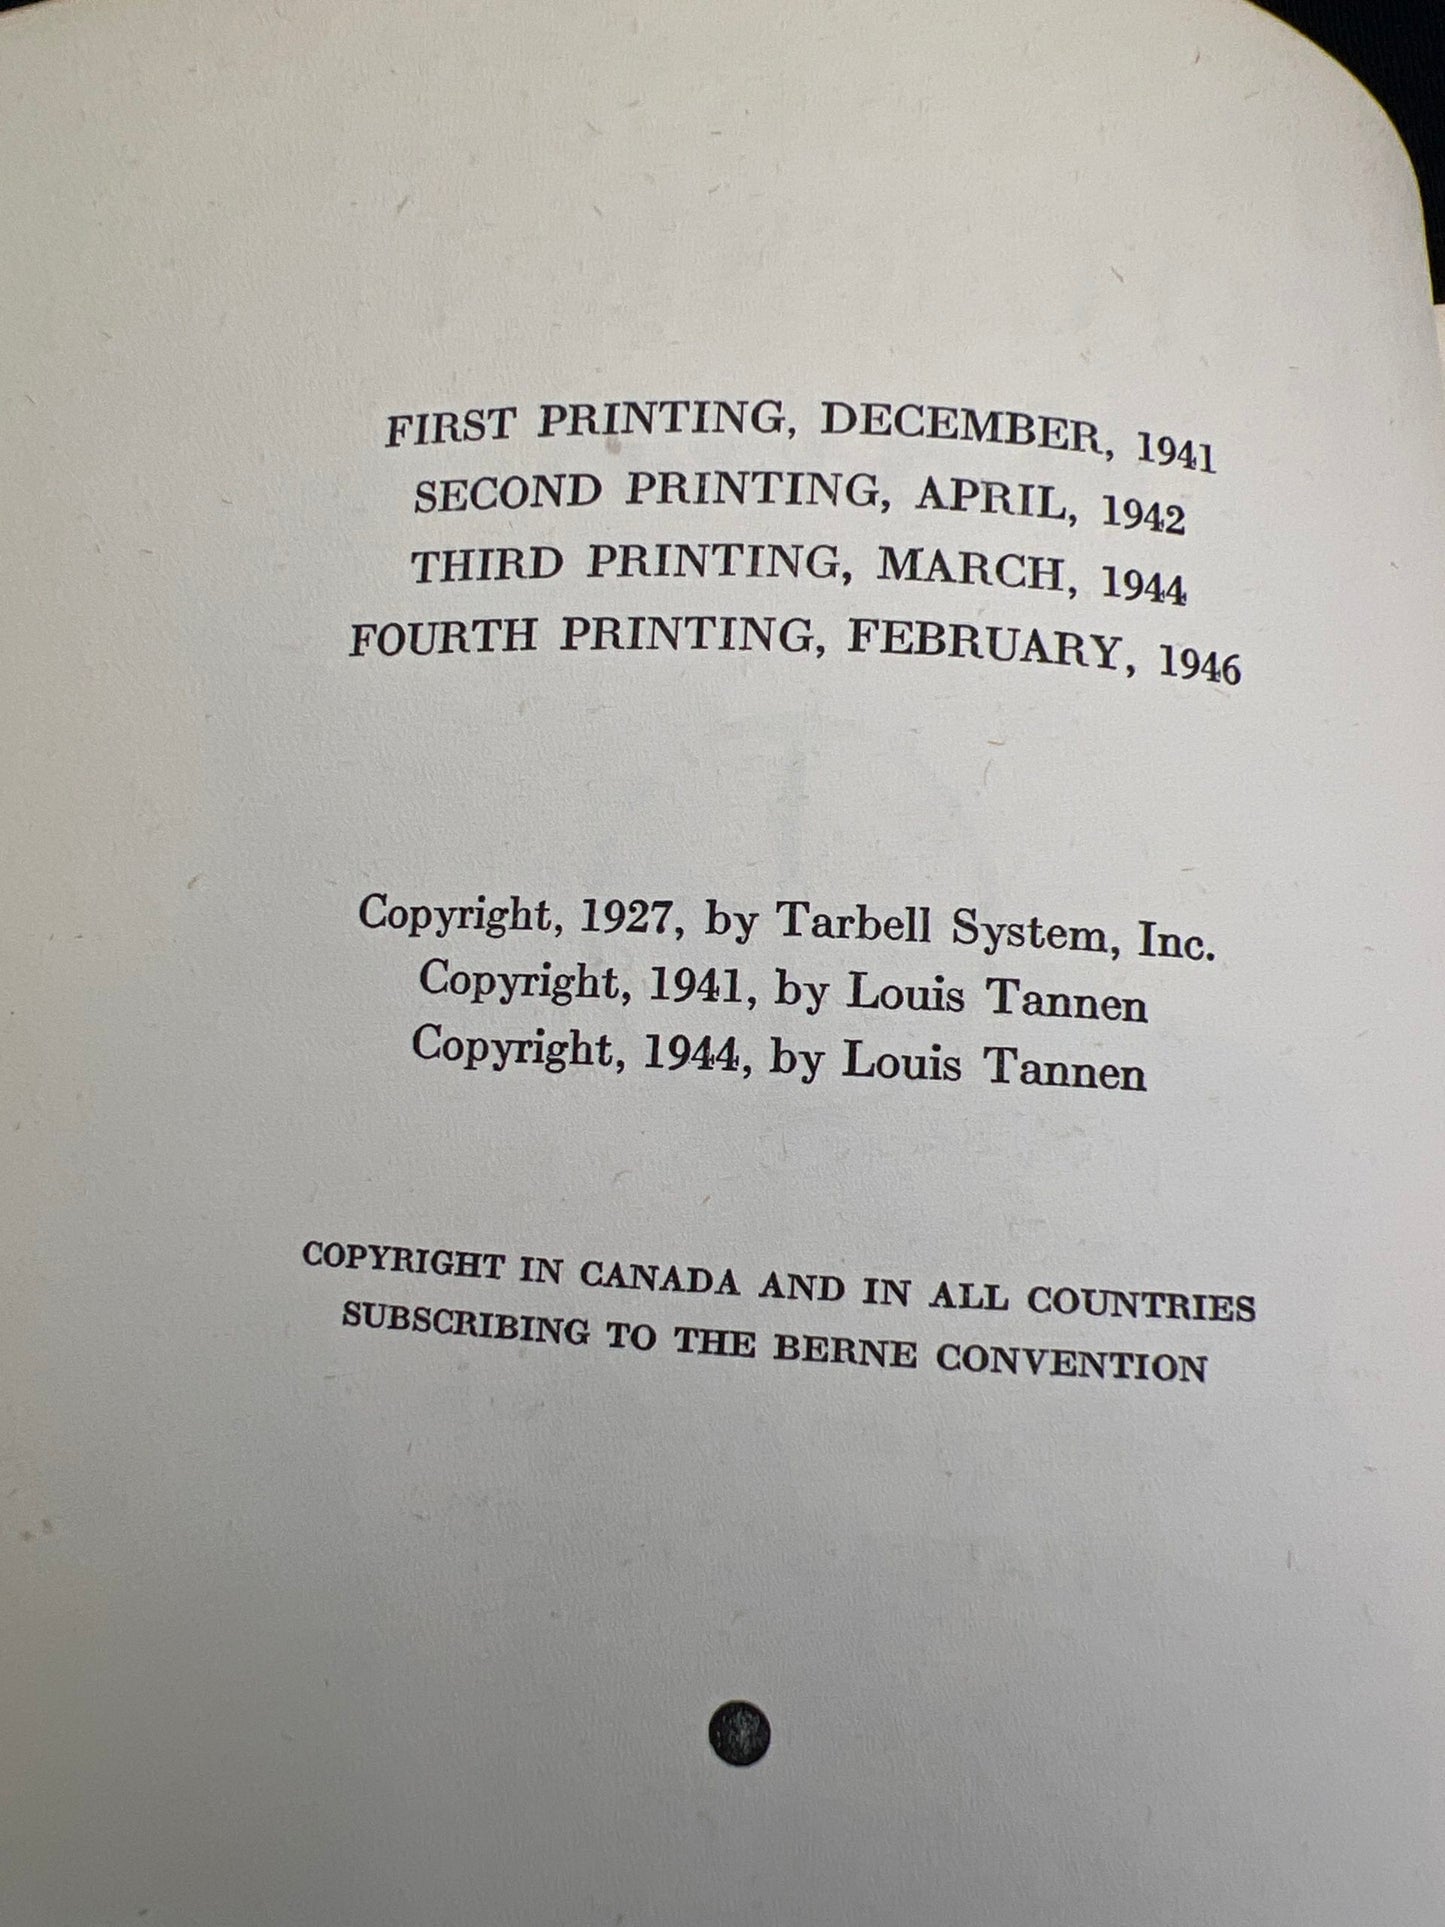 FIRST PRINTING, DECEMBER, 1941
SECOND PRINTING, APRIL, 1942
THIRD PRINTING, MARCH, 1944
FOURTH PRINTING, FEBRUARY, 1946
Copyright, 1927, by Tarbell System, Inc.
Copyright, 1941, by Louis Tannen
Copyright, 1944, by Louis Tannen
COPYRIGHT IN CANADA AND IN ALL COUNTRIES
SUBSCRIBING TO THE BERNE CONVENTION